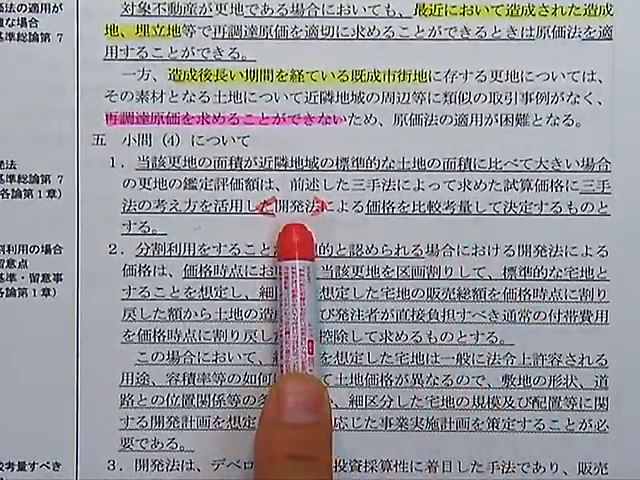 価法の適用が
難な場合
基準総論第7
対象不動産が更地である場合においても、最近において造成された造成
地、埋立地等で再調達原価を適切に求めることができるときは原価法を適
用することができる。
一方、造成後長い期間を経ている既成市街地に存する更地については、
その素材となる土地について近隣地域の周辺等に類似の取引事例がなく、
再調達原価を求めることができないため、原価法の適用が困難となる。
五 小問(4)について
発法
基準総論第7
各論第1章)
1.当該更地の面積が近隣地域の標準的な土地の面積に比べて大きい場合
の更地の鑑定評価額は、前述した三手法によって求めた試算価格に三手
法の考え方を活用した開発法による価格を比較考量して決定するものと
する。
割利用の場合
意点
基準・留意事
各論第1章)
2.分割利用をすることが 的と認められる場合における開発法による
価格は、価格時点にお 当該更地を区画割りして、標準的な宅地と
することを想定し、細 想定した宅地の販売総額を価格時点に割り
戻した額から土地の造 び発注者が直接負担すべき通常の付帯費用
を価格時点に割り戻し 控除して求めるものとする。
この場合において、 を想定した宅地は一般に法令上許容される
用途、容積率等の如何 て土地価格が異なるので、敷地の形状、道
路との位置関係等の 、細区分した宅地の規模及び配置等に関
する開発計画を想定 応じた事業実施計画を策定することが必
要である。
較考量すべき
3.開発法は、デベロ 投資採算性に着目した手法であり、販売